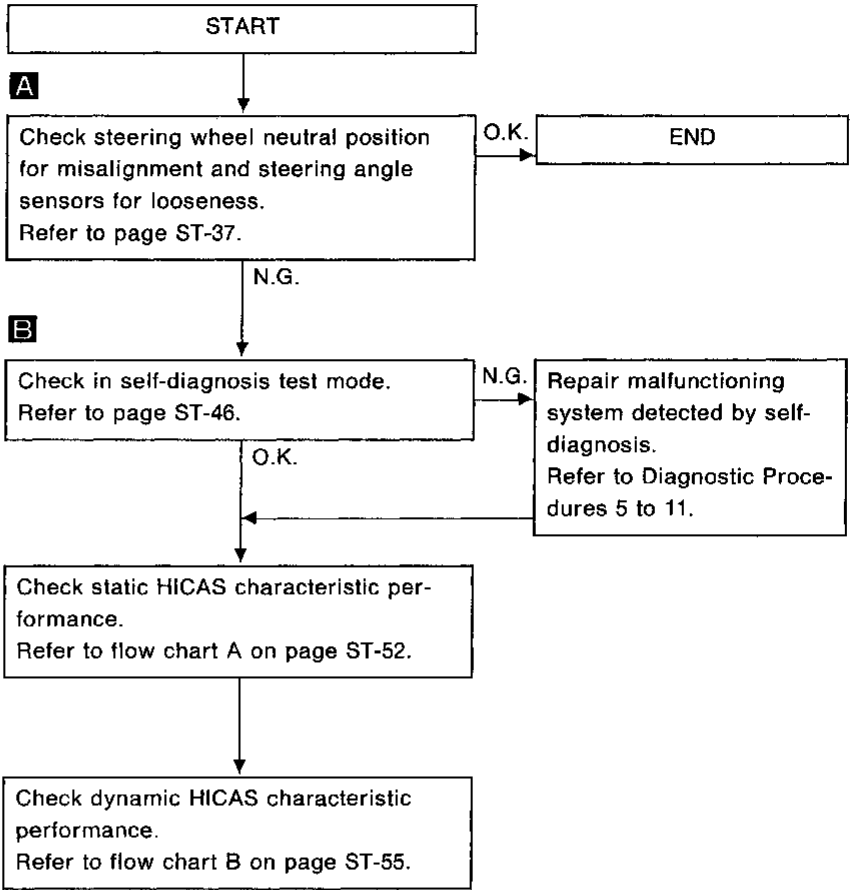 START
A
Check steering wheel neutral position
for misalignment and steering angle
sensors for looseness.
Refer to page ST-37.
O.K.
END
N.G.
B
Check in self-diagnosis test mode.
Refer to page ST-46.
N.G.
Repair malfunctioning
system detected by self-
diagnosis.
Refer to Diagnostic Proce-
dures 5 to 11.
O.K.
Check static HICAS characteristic per-
formance.
Refer to flow chart A on page ST-52.
Check dynamic HICAS characteristic
performance.
Refer to flow chart B on page ST-55.